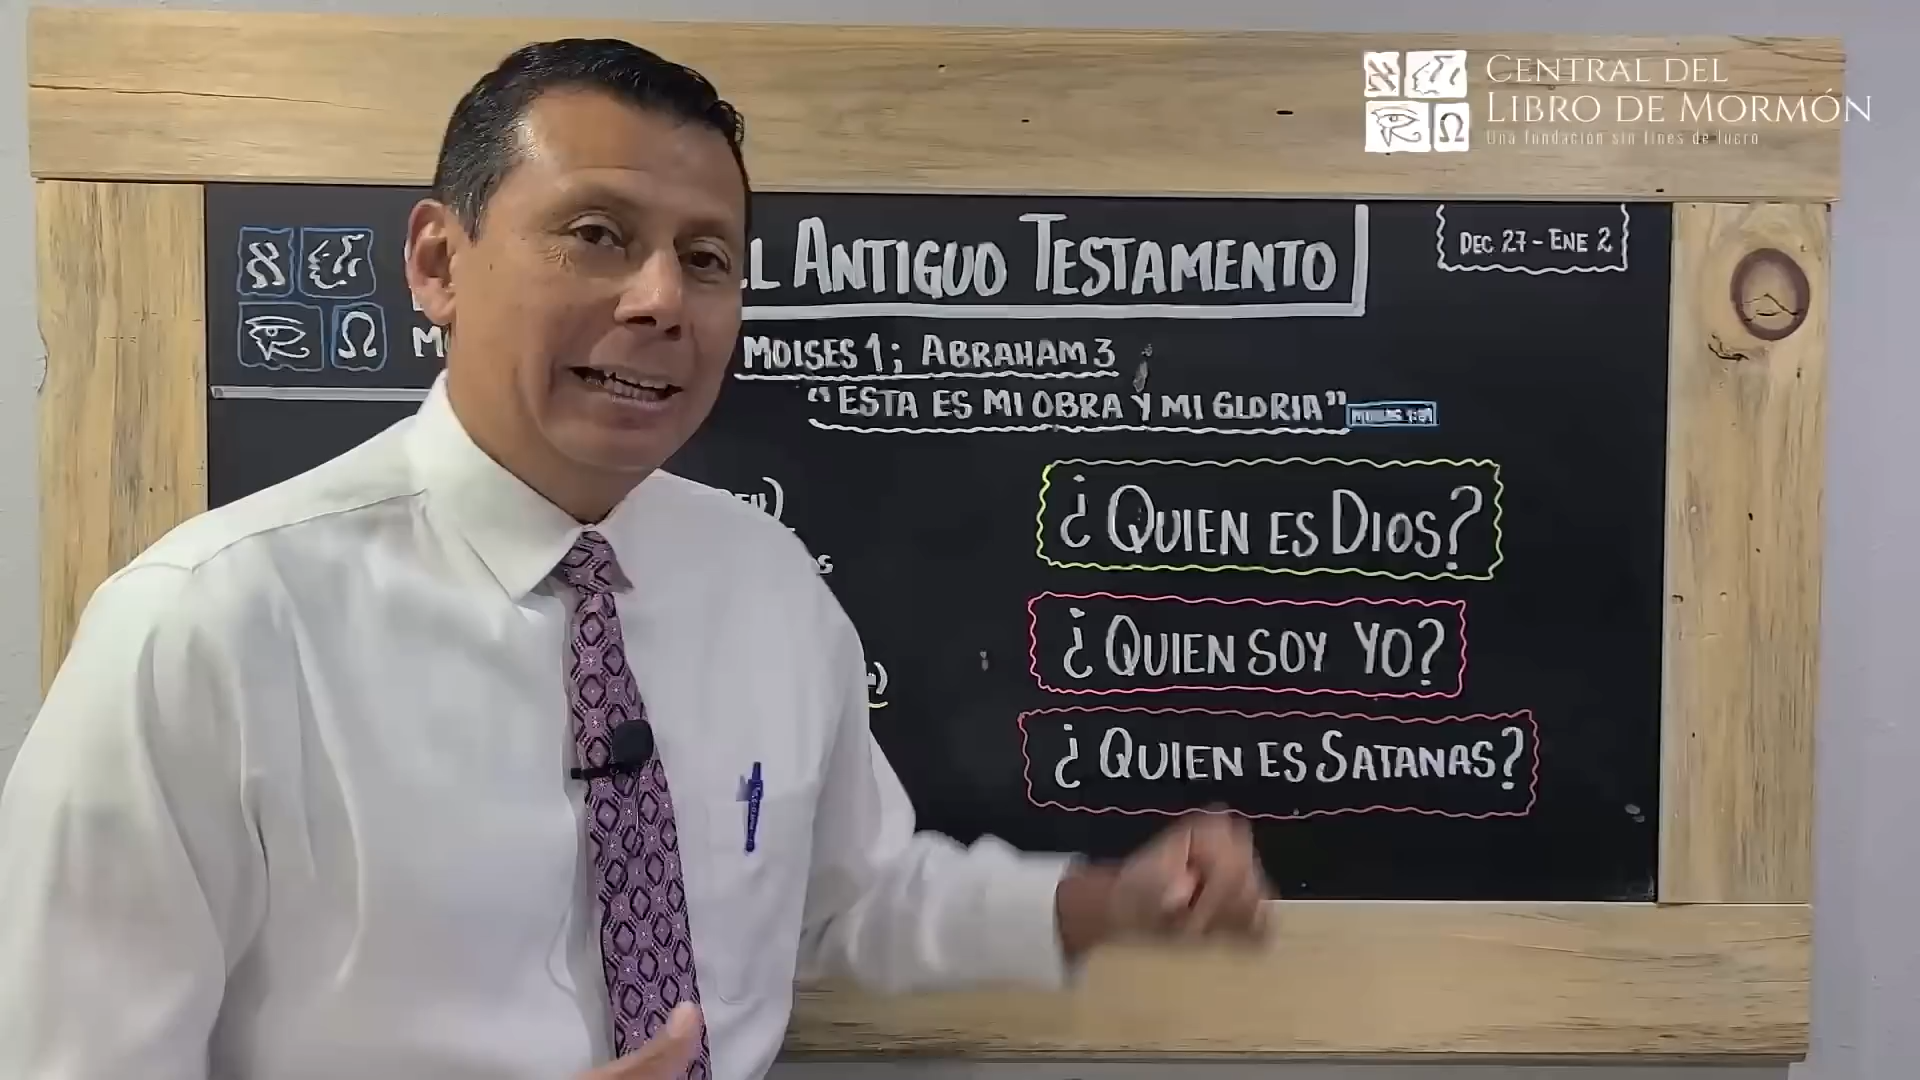 CENTRAL DEL
LIBRO DE MORMÓN
Una fundación sin fines de lucro
L ANTIGUO TESTAMENTO
DEC 27 - ENE 2
MOISES 1; ABRAHAM 3
"ESTA ES MI OBRA Y MI GLORIA"
¿QUIEN ES DIOS?
¿QUIEN SOY YO?
¿QUIEN ES SATANAS?